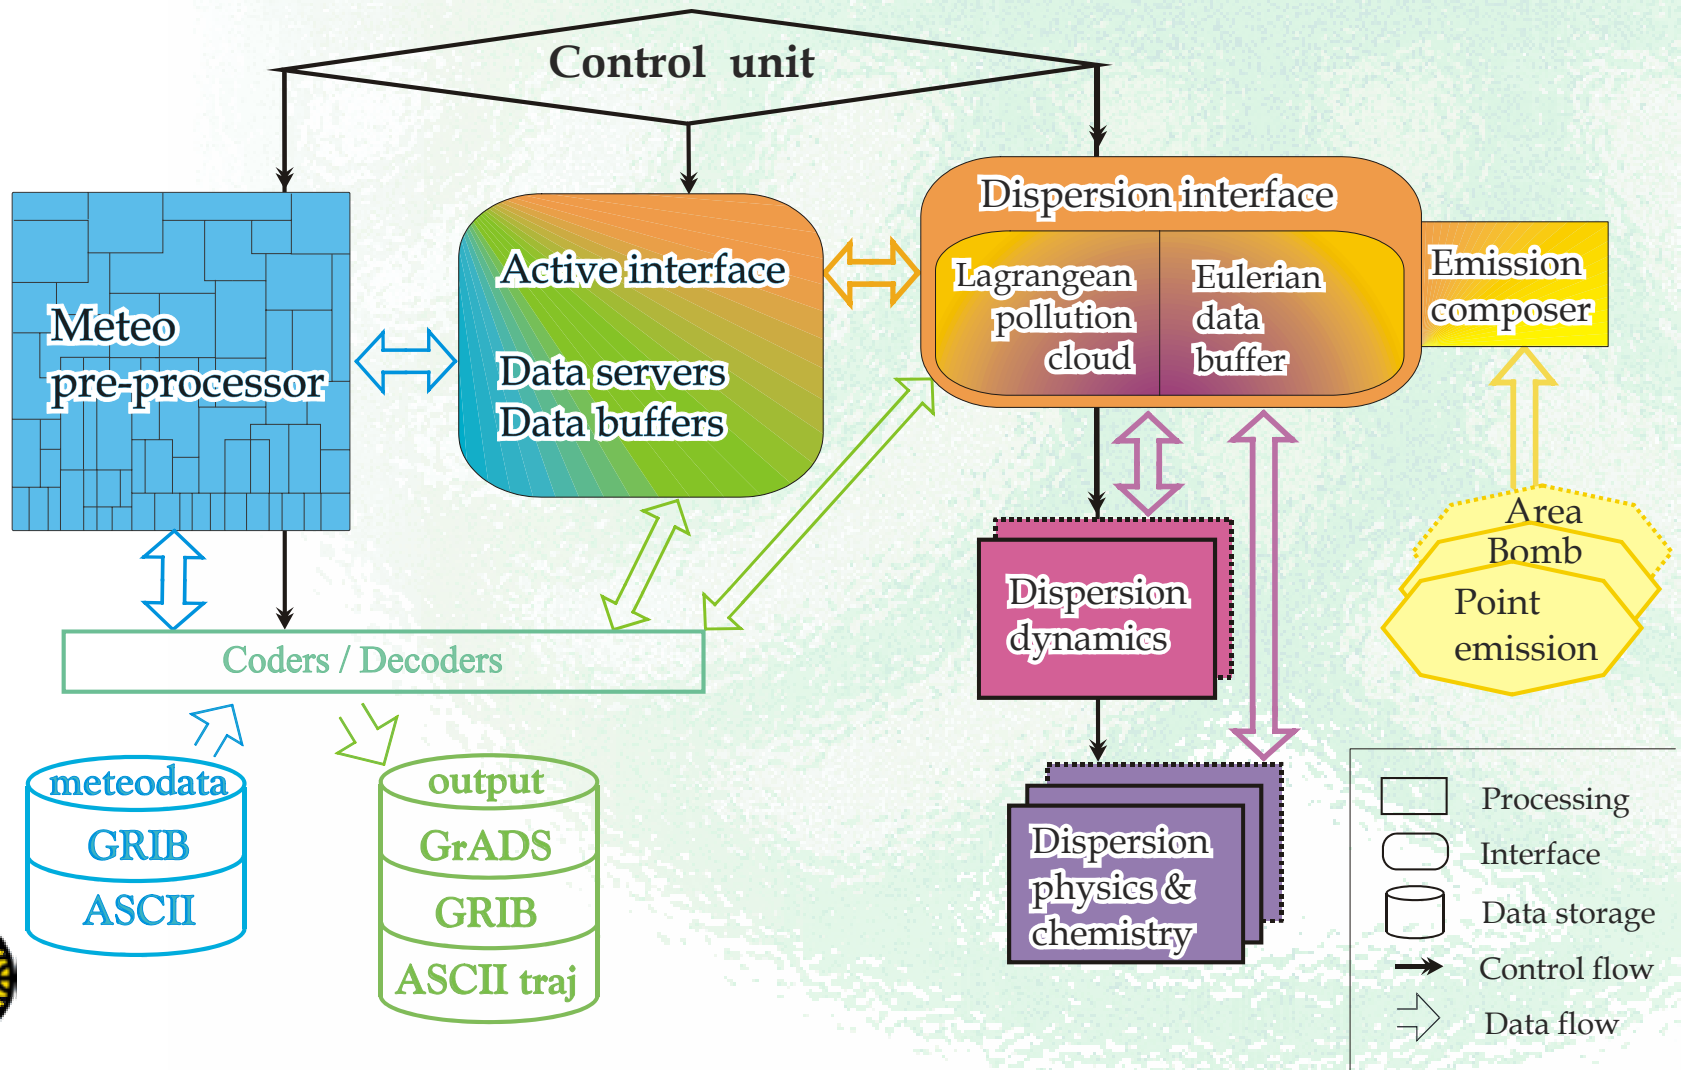 Control unit
Dispersion interface
Active interface
Data servers
Data buffers
Lagrangean
pollution
cloud
Eulerian
data
buffer
Emission
composer
Meteo
pre-processor
Area
Bomb
Point
emission
Dispersion
dynamics
Coders / Decoders
meteodata
GRIB
ASCII
output
GrADS
GRIB
ASCII traj
Dispersion
physics &
chemistry
Processing
Interface
Data storage
Control flow
Data flow